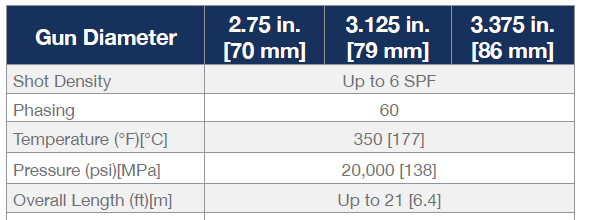 Gun Diameter 2.75 in. [70 mm] 3.125 in. [79 mm] 3.375 in. [86 mm]
Shot Density Up to 6 SPF
Phasing 60
Temperature (°F)[°C] 350 [177]
Pressure (psi)[MPa] 20,000 [138]
Overall Length (ft)[m] Up to 21 [6.4]